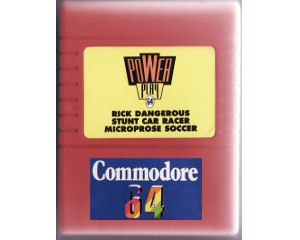 POWER
PLAY
64
RICK DANGEROUS
STUNT CAR RACER
MICROPROSE SOCCER
Commodore
64